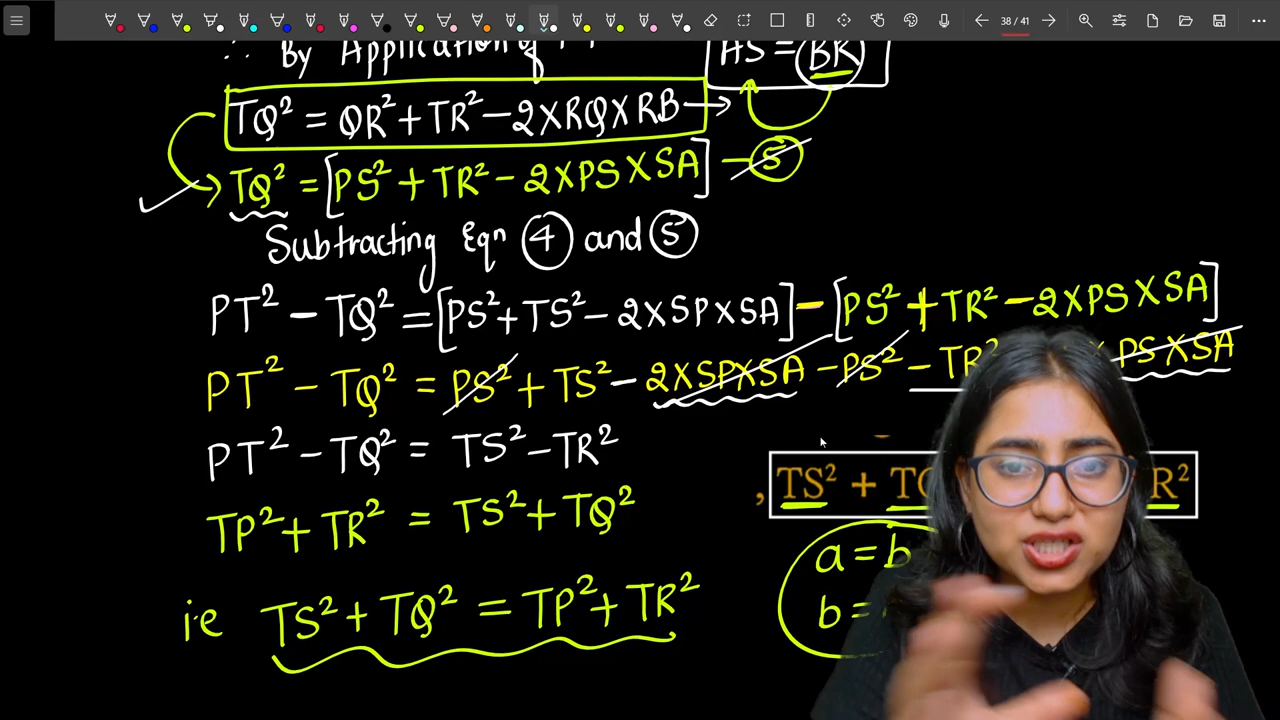 38 / 41
∴ By Application of
AS = BR
TQ² = QR² + TR² − 2×RQ×RB →
TQ² = [PS² + TR² − 2×PS×SA] − ⑤
Subtracting Eqn ④ and ⑤
PT² − TQ² = [PS² + TS² − 2×SP×SA] − [PS² + TR² − 2×PS×SA]
PT² − TQ² = PS² + TS² − 2×SP×SA − PS² − TR² × PS×SA
PT² − TQ² = TS² − TR²
, TS² + R²
TP² + TR² = TS² + TQ²
a = b
b =
i.e TS² + TQ² = TP² + TR²